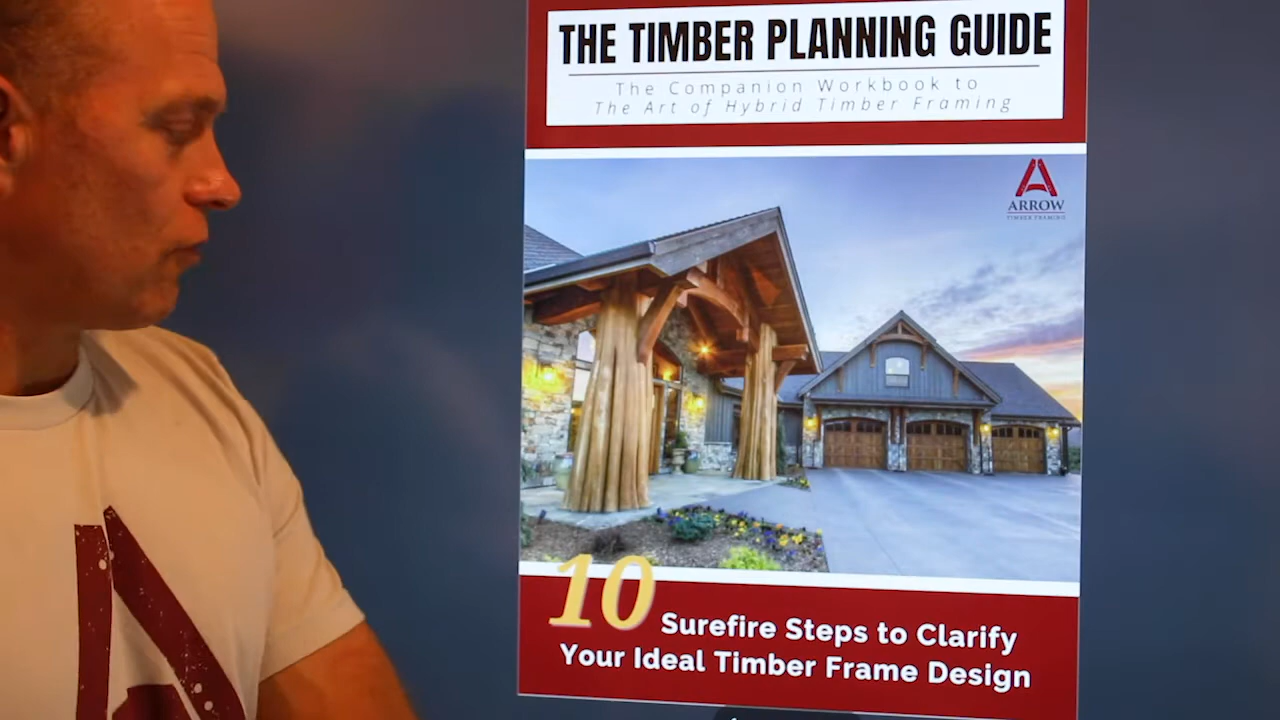 THE TIMBER PLANNING GUIDE
The Companion Workbook to
The Art of Hybrid Timber Framing
ARROW
TIMBER FRAMING
10
Surefire Steps to Clarify
Your Ideal Timber Frame Design